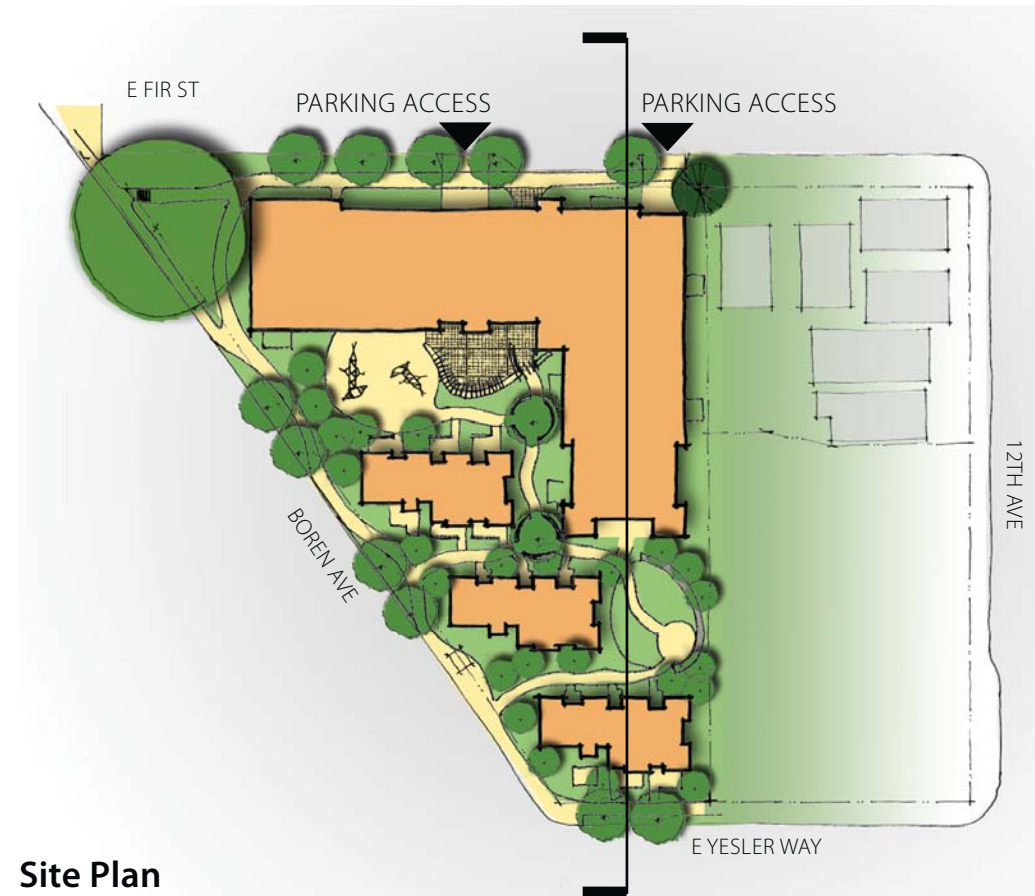 E FIR ST
PARKING ACCESS
PARKING ACCESS
12TH AVE
BOREN AVE
E YESLER WAY
Site Plan